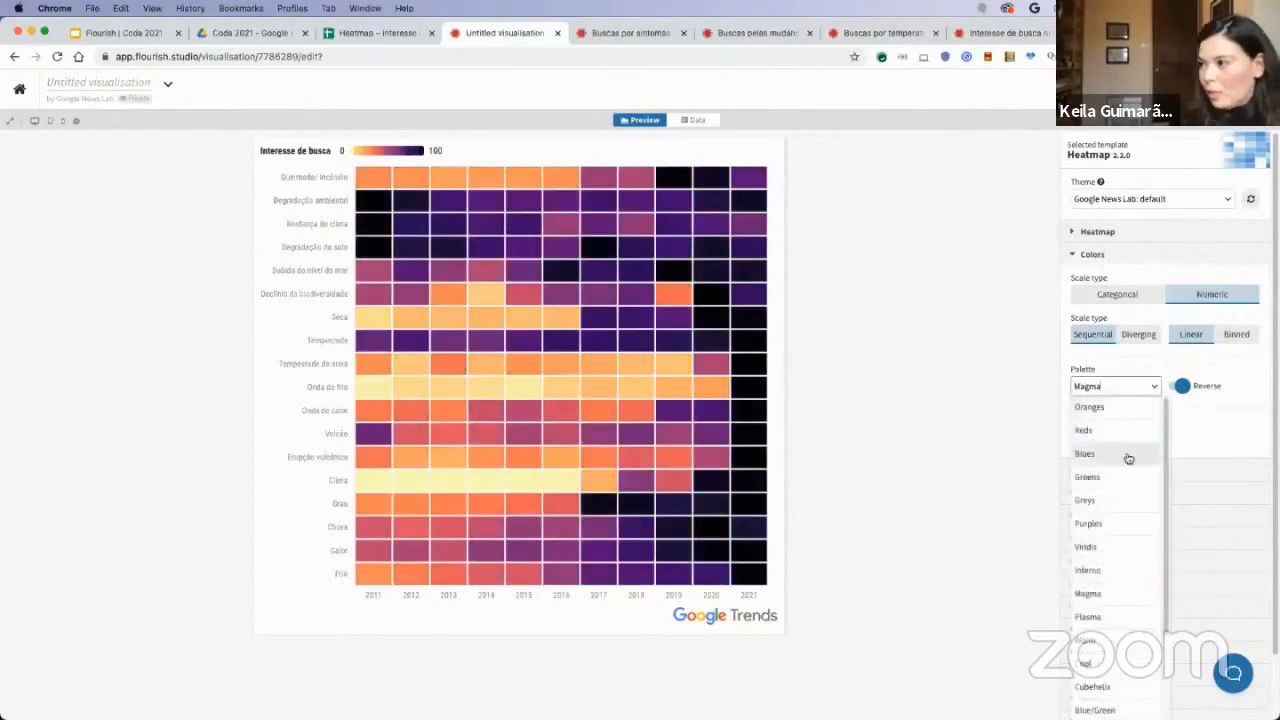 Chrome File Edit View History Bookmarks Profiles Tab Window Help
Flourish | Coda 2021
Coda 2021 - Google
Heatmap – interesse
Untitled visualisation
Buscas por sintomas
Buscas pelas mudan
Buscas por temperat
Interesse de busca n
app.flourish.studio/visualisation/7786289/edit?
Untitled visualisation
by Google News Lab. Private
Preview
Data
Keila Guimarã...
Interesse de busca 0 100
Queimada/ Incêndio
Degradação ambiental
Mudança do clima
Degradação do solo
Subida do nível do mar
Declínio da biodiversidade
Seca
Tempestade
Tempestade de areia
Onda de frio
Onda de calor
Vulcão
Erupção vulcânica
Clima
Grau
Chuva
Calor
Frio
2011 2012 2013 2014 2015 2016 2017 2018 2019 2020 2021
Google Trends
Selected template
Heatmap 2.2.0
Theme
Google News Lab: default
Heatmap
Colors
Scale type
Categorical Numeric
Scale type
Sequential Diverging Linear Binned
Palette
Magma Reverse
Oranges
Reds
Blues
Greens
Greys
Purples
Viridis
Inferno
Magma
Plasma
Warm
Cool
Cubehelix
Blue/Green
zoom